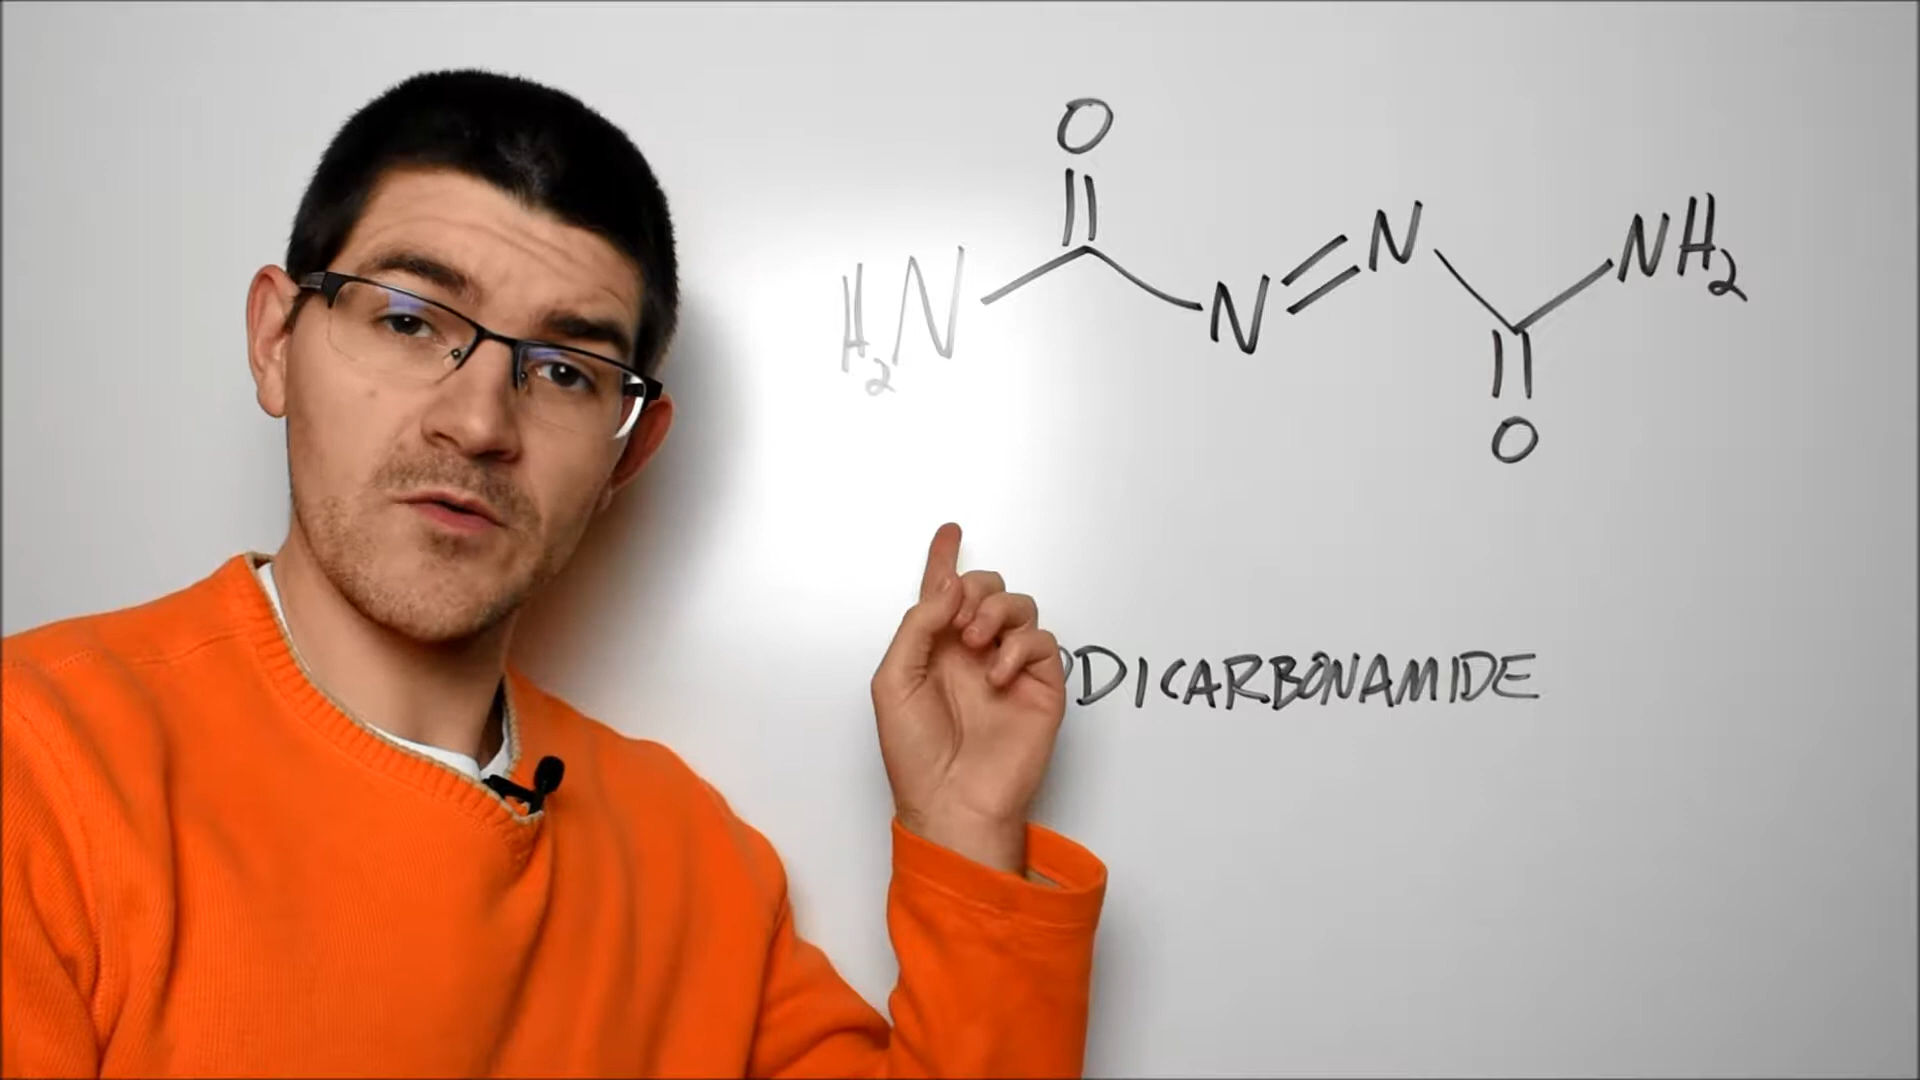 O
H₂N N=N NH₂
O
DICARBONAMIDE